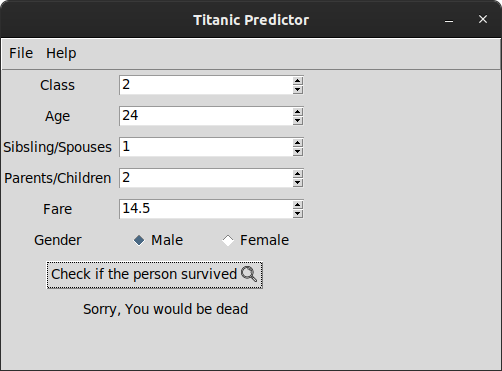 Titanic Predictor
File Help
Class 2
Age 24
Sibsling/Spouses 1
Parents/Children 2
Fare 14.5
Gender Male Female
Check if the person survived
Sorry, You would be dead